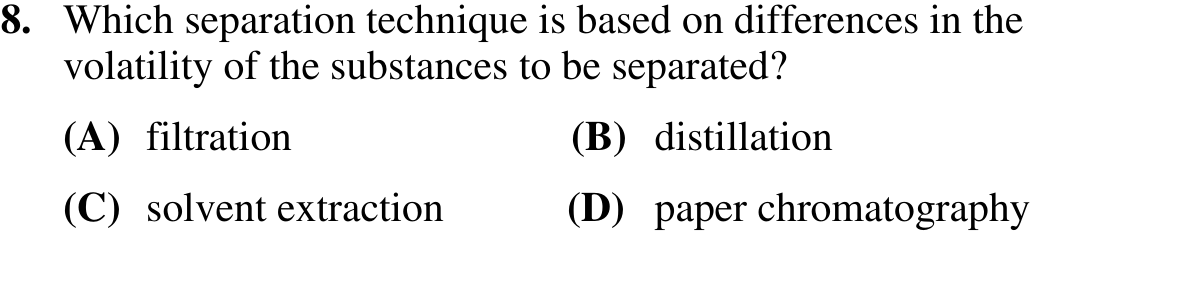 8. Which separation technique is based on differences in the
volatility of the substances to be separated?
(A) filtration (B) distillation
(C) solvent extraction (D) paper chromatography